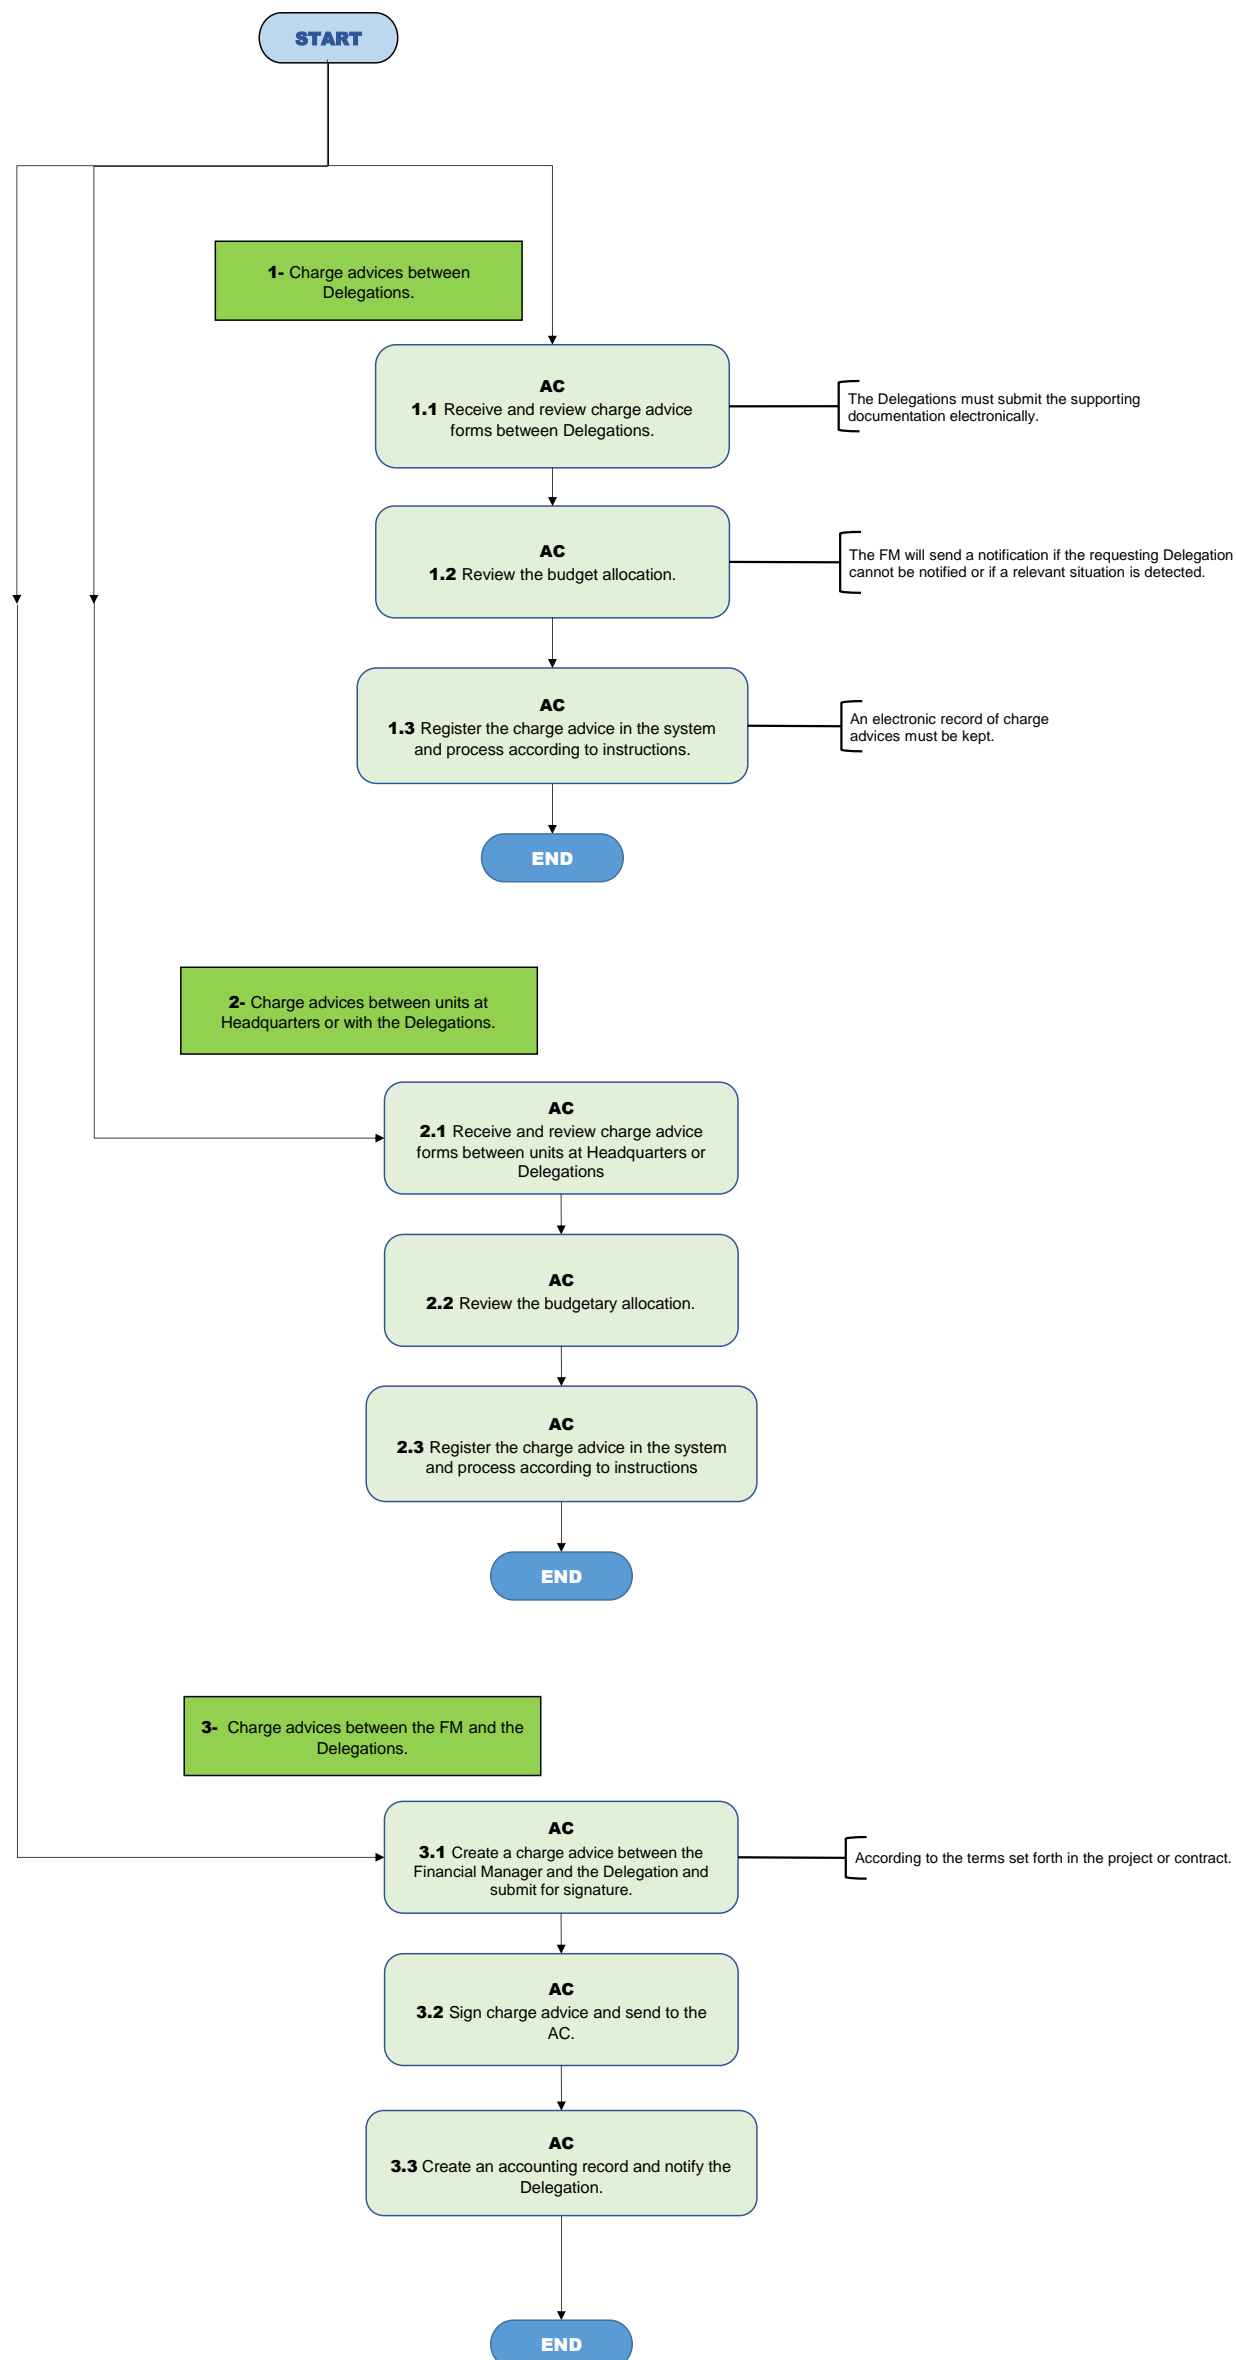 START
1- Charge advices between
Delegations.
AC
1.1 Receive and review charge advice
forms between Delegations.
The Delegations must submit the supporting
documentation electronically.
AC
1.2 Review the budget allocation.
The FM will send a notification if the requesting Delegation
cannot be notified or if a relevant situation is detected.
AC
1.3 Register the charge advice in the system
and process according to instructions.
An electronic record of charge
advices must be kept.
END
2- Charge advices between units at
Headquarters or with the Delegations.
AC
2.1 Receive and review charge advice
forms between units at Headquarters or
Delegations
AC
2.2 Review the budgetary allocation.
AC
2.3 Register the charge advice in the system
and process according to instructions
END
3- Charge advices between the FM and the
Delegations.
AC
3.1 Create a charge advice between the
Financial Manager and the Delegation and
submit for signature.
According to the terms set forth in the project or contract.
AC
3.2 Sign charge advice and send to the
AC.
AC
3.3 Create an accounting record and notify the
Delegation.
END